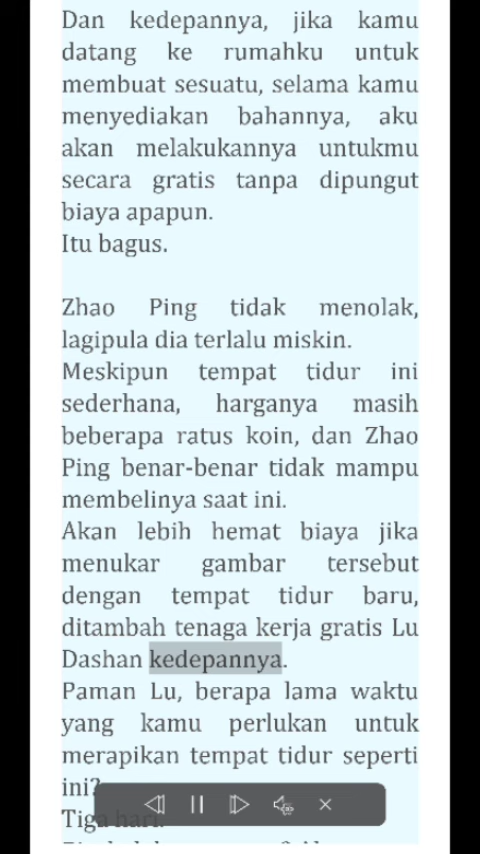 Dan kedepannya, jika kamu
datang ke rumahku untuk
membuat sesuatu, selama kamu
menyediakan bahannya, aku
akan melakukannya untukmu
secara gratis tanpa dipungut
biaya apapun.
Itu bagus.
Zhao Ping tidak menolak,
lagipula dia terlalu miskin.
Meskipun tempat tidur ini
sederhana, harganya masih
beberapa ratus koin, dan Zhao
Ping benar-benar tidak mampu
membelinya saat ini.
Akan lebih hemat biaya jika
menukar gambar tersebut
dengan tempat tidur baru,
ditambah tenaga kerja gratis Lu
Dashan kedepannya.
Paman Lu, berapa lama waktu
yang kamu perlukan untuk
merapikan tempat tidur seperti
ini?
Tiga hari.